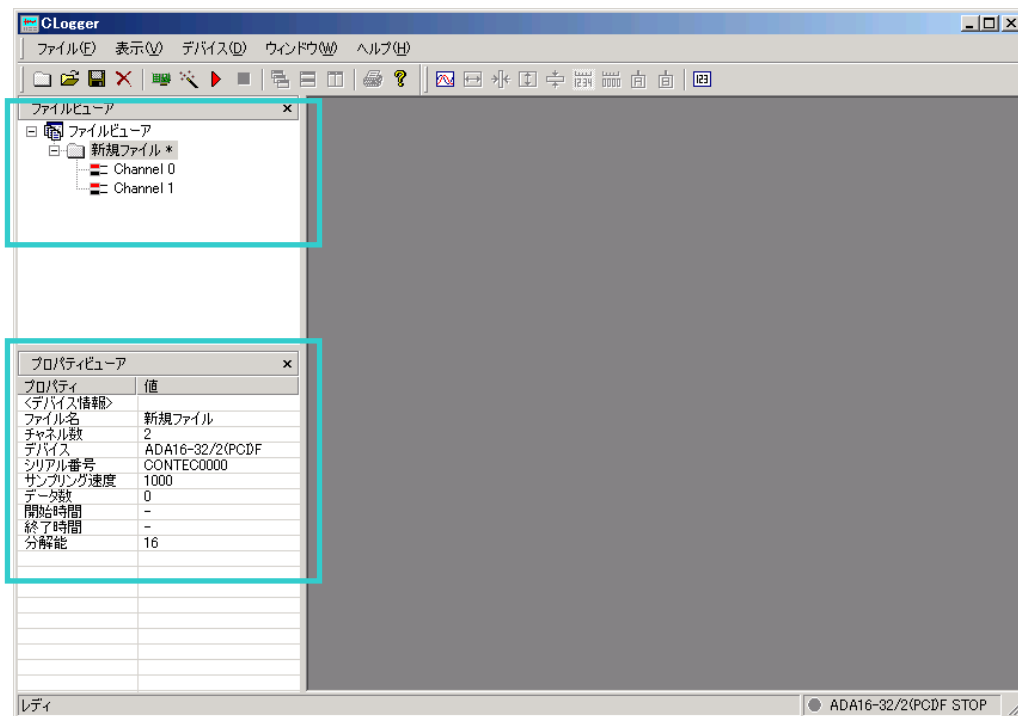 CLogger
ファイル(F) 表示(V) デバイス(D) ウィンドウ(W) ヘルプ(H)
ファイルビューア
ファイルビューア
新規ファイル *
Channel 0
Channel 1
プロパティビューア
プロパティ 値
<デバイス情報>
ファイル名 新規ファイル
チャネル数 2
デバイス ADA16-32/2(PCI)F
シリアル番号 CONTEC0000
サンプリング速度 1000
データ数 0
開始時間 -
終了時間 -
分解能 16
レディ
ADA16-32/2(PCI)F STOP